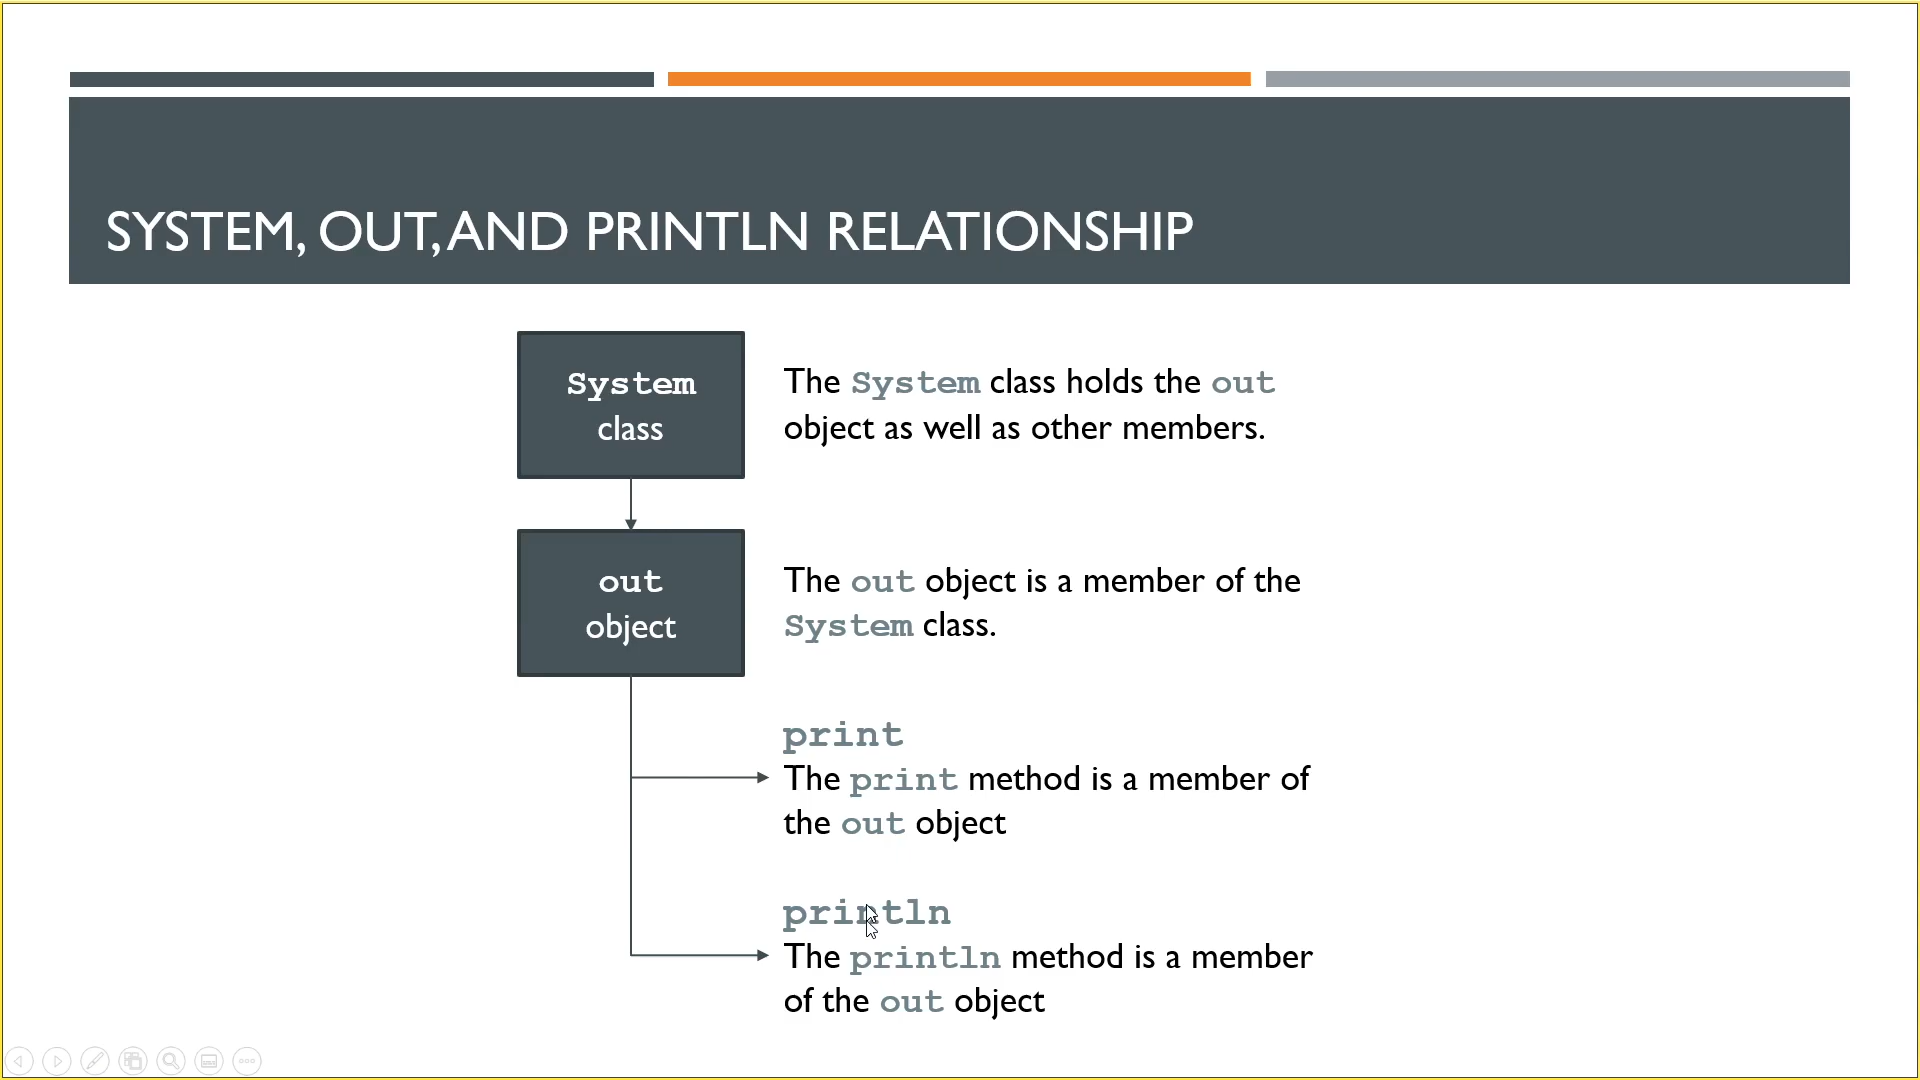 SYSTEM, OUT, AND PRINTLN RELATIONSHIP
System
class
The System class holds the out
object as well as other members.
out
object
The out object is a member of the
System class.
print
The print method is a member of
the out object
println
The println method is a member
of the out object